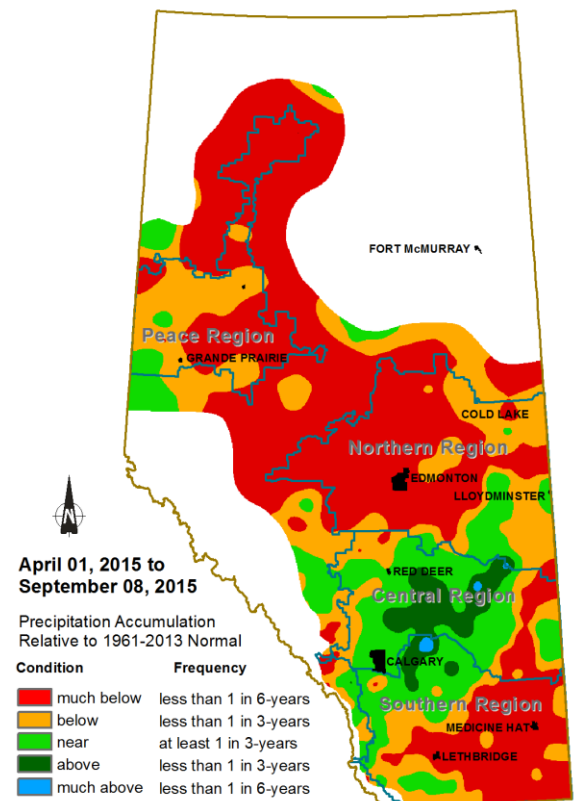 FORT McMURRAY
Peace Region
GRANDE PRAIRIE
COLD LAKE
Northern Region
EDMONTON
LLOYDMINSTER
N
April 01, 2015 to
September 08, 2015
RED DEER
Central Region
Precipitation Accumulation
Relative to 1961-2013 Normal
CALGARY
Condition Frequency
much below less than 1 in 6-years
Southern Region
below less than 1 in 3-years
MEDICINE HAT
near at least 1 in 3-years
LETHBRIDGE
above less than 1 in 3-years
much above less than 1 in 6-years